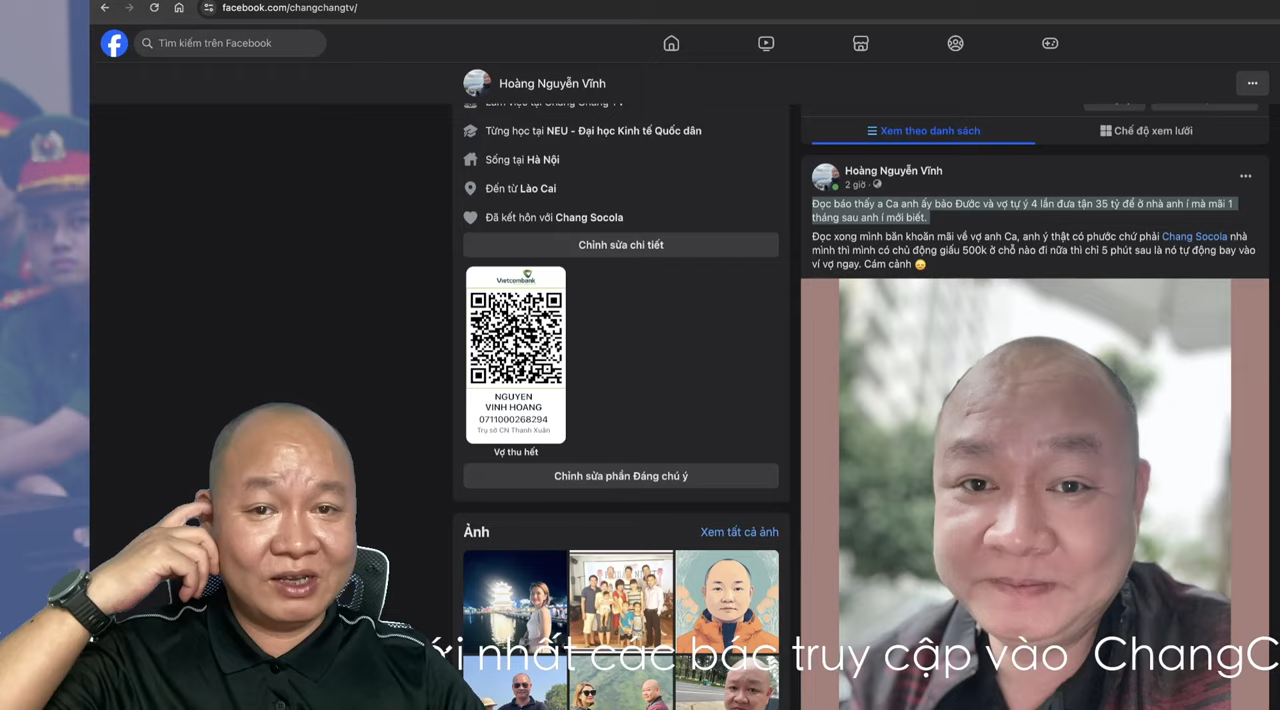 facebook.com/changchangtv/
Tìm kiếm trên Facebook
Hoàng Nguyễn Vĩnh
Làm việc tại Chang Chang TV
Từng học tại NEU - Đại học Kinh tế Quốc dân
Sống tại Hà Nội
Đến từ Lào Cai
Đã kết hôn với Chang Socola
Chỉnh sửa chi tiết
Vietcombank
NGUYEN
VINH HOANG
0711000268294
Trụ sở CN Thanh Xuân
Vợ thu hết
Chỉnh sửa phần Đáng chú ý
Ảnh
Xem tất cả ảnh
Xem theo danh sách
Chế độ xem lưới
Hoàng Nguyễn Vĩnh
2 giờ ·
Đọc báo thấy a Ca anh ấy bảo Đước và vợ tự ý 4 lần đưa tận 35 tỷ để ở nhà anh í mà mãi 1
tháng sau anh í mới biết.
Đọc xong mình băn khoăn mãi về vợ anh Ca, anh ý thật có phước chứ phải Chang Socola nhà
mình thì mình có chủ động giấu 500k ở chỗ nào đi nữa thì chỉ 5 phút sau là nó tự động bay vào
ví vợ ngay. Cám cảnh 😞
ới nhất các bác truy cập vào ChangC